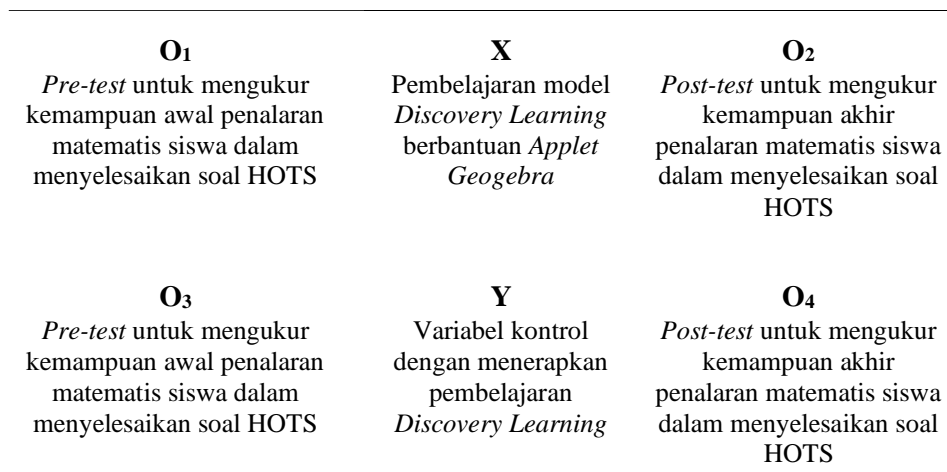 O1
Pre-test untuk mengukur
kemampuan awal penalaran
matematis siswa dalam
menyelesaikan soal HOTS
X
Pembelajaran model
Discovery Learning
berbantuan Applet
Geogebra
O2
Post-test untuk mengukur
kemampuan akhir
penalaran matematis siswa
dalam menyelesaikan soal
HOTS
O3
Pre-test untuk mengukur
kemampuan awal penalaran
matematis siswa dalam
menyelesaikan soal HOTS
Y
Variabel kontrol
dengan menerapkan
pembelajaran
Discovery Learning
O4
Post-test untuk mengukur
kemampuan akhir
penalaran matematis siswa
dalam menyelesaikan soal
HOTS